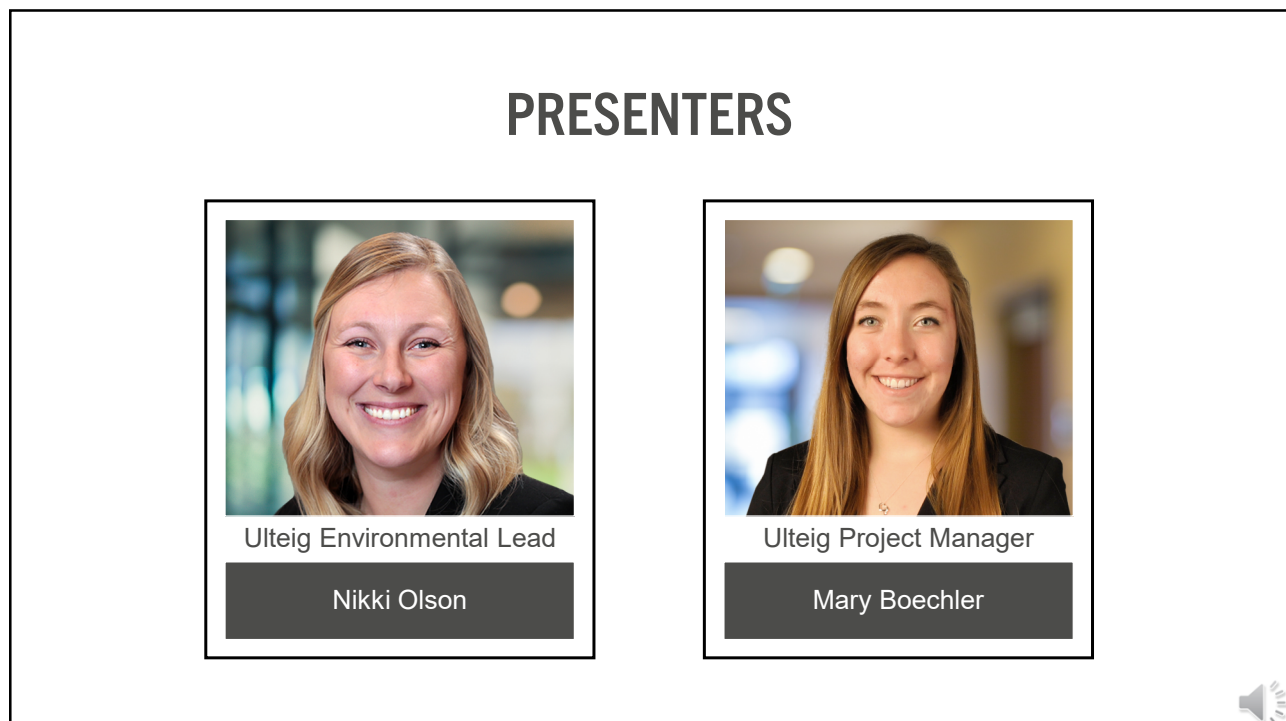 PRESENTERS
Ulteig Environmental Lead
Nikki Olson
Ulteig Project Manager
Mary Boechler